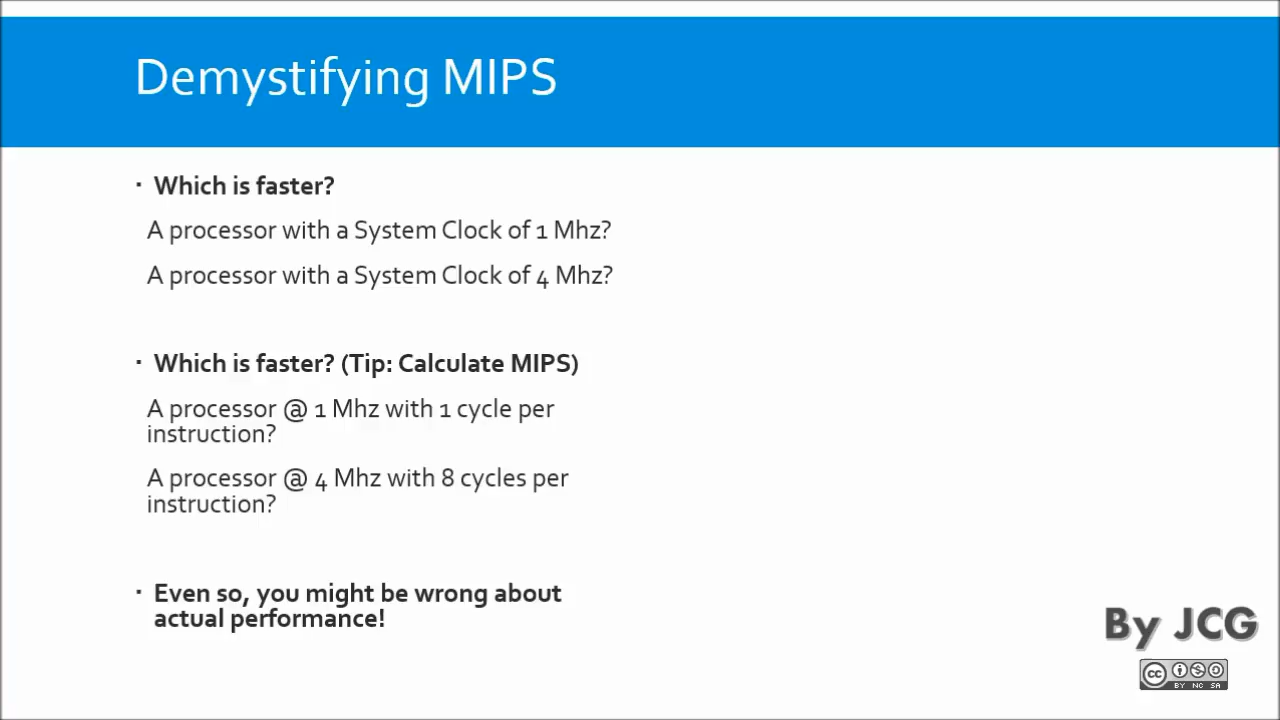 Demystifying MIPS
· Which is faster?
A processor with a System Clock of 1 Mhz?
A processor with a System Clock of 4 Mhz?
· Which is faster? (Tip: Calculate MIPS)
A processor @ 1 Mhz with 1 cycle per
instruction?
A processor @ 4 Mhz with 8 cycles per
instruction?
· Even so, you might be wrong about
actual performance!
By JCG
cc
BY NC SA